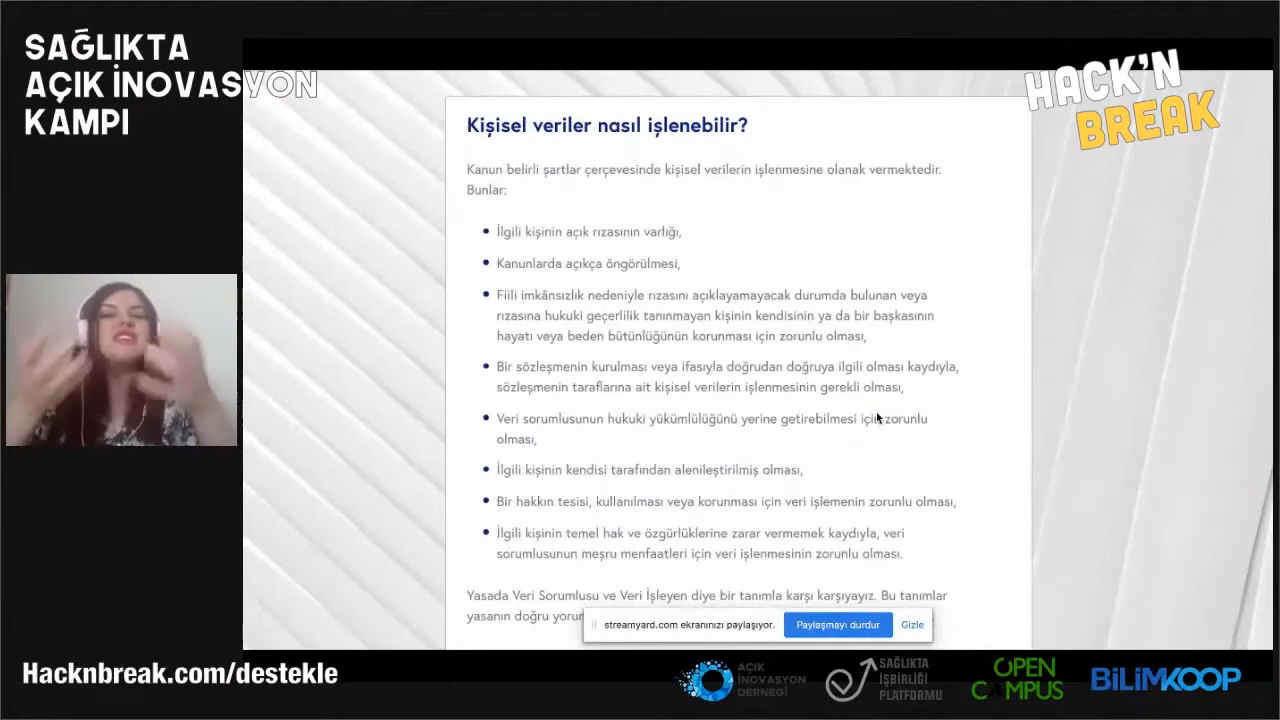 SAĞLIKTA
AÇIK İNOVASYON
KAMPI
HACK'N
BREAK
Kişisel veriler nasıl işlenebilir?
Kanun belirli şartlar çerçevesinde kişisel verilerin işlenmesine olanak vermektedir.
Bunlar:
İlgili kişinin açık rızasının varlığı,
Kanunlarda açıkça öngörülmesi,
Fiili imkânsızlık nedeniyle rızasını açıklayamayacak durumda bulunan veya
rızasına hukuki geçerlilik tanınmayan kişinin kendisinin ya da bir başkasının
hayatı veya beden bütünlüğünün korunması için zorunlu olması,
Bir sözleşmenin kurulması veya ifasıyla doğrudan doğruya ilgili olması kaydıyla,
sözleşmenin taraflarına ait kişisel verilerin işlenmesinin gerekli olması,
Veri sorumlusunun hukuki yükümlülüğünü yerine getirebilmesi için zorunlu
olması,
İlgili kişinin kendisi tarafından alenileştirilmiş olması,
Bir hakkın tesisi, kullanılması veya korunması için veri işlemenin zorunlu olması,
İlgili kişinin temel hak ve özgürlüklerine zarar vermemek kaydıyla, veri
sorumlusunun meşru menfaatleri için veri işlenmesinin zorunlu olması.
Yasada Veri Sorumlusu ve Veri İşleyen diye bir tanımla karşı karşıyayız. Bu tanımlar
yasanın doğru
streamyard.com ekranınızı paylaşıyor.
Paylaşmayı durdur
Gizle
Hacknbreak.com/destekle
AÇIK
İNOVASYON
DERNEĞİ
SAĞLIKTA
İŞBİRLİĞİ
PLATFORMU
OPEN
CAMPUS
BİLİMKOOP